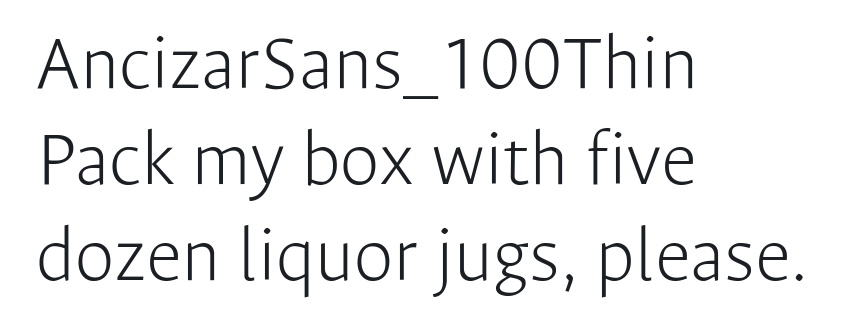 AncizarSans_100Thin
Pack my box with five
dozen liquor jugs, please.